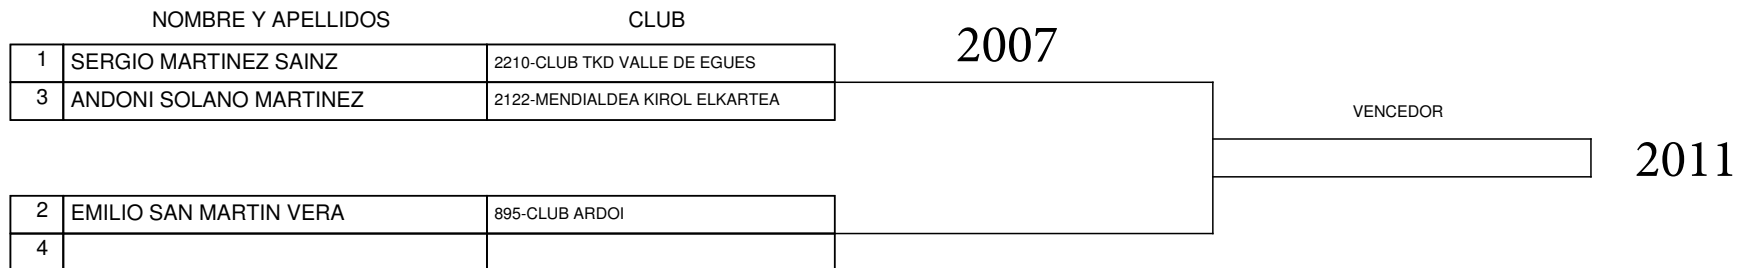 NOMBRE Y APELLIDOS CLUB
2007
1 SERGIO MARTINEZ SAINZ 2210-CLUB TKD VALLE DE EGUES
3 ANDONI SOLANO MARTINEZ 2122-MENDIALDEA KIROL ELKARTEA
VENCEDOR
2011
2 EMILIO SAN MARTIN VERA 895-CLUB ARDOI
4